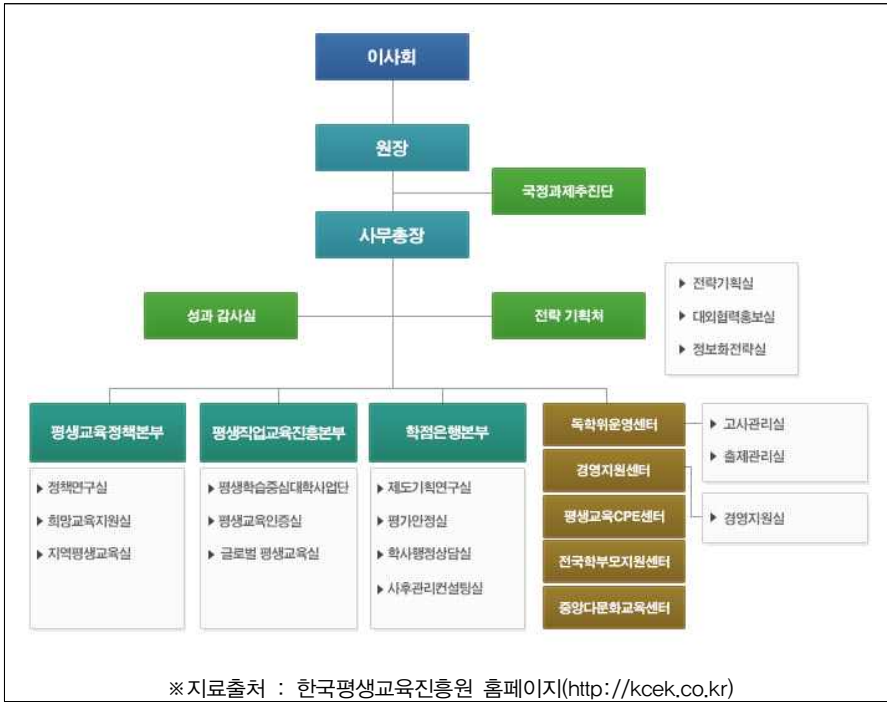 이사회
원장
국정과제추진단
사무총장
성과 감사실
전략 기획처
▶ 전략기획실
▶ 대외협력홍보실
▶ 정보화전략실
평생교육정책본부
▶ 정책연구실
▶ 희망교육지원실
▶ 지역평생교육실
평생직업교육진흥본부
▶ 평생학습중심대학사업단
▶ 평생교육인증실
▶ 글로벌 평생교육실
학점은행본부
▶ 제도기획연구실
▶ 평가인정실
▶ 학사행정상담실
▶ 사후관리컨설팅실
독학위운영센터
▶ 고사관리실
▶ 출제관리실
경영지원센터
▶ 경영지원실
평생교육CPE센터
전국학부모지원센터
중앙다문화교육센터
※지료출처 : 한국평생교육진흥원 홈페이지(http://kcek.co.kr)